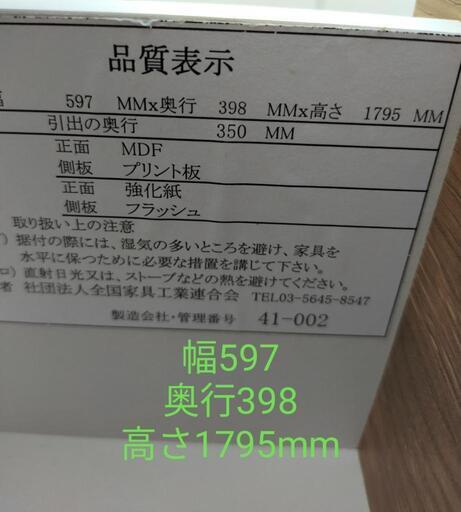 品質表示
幅 597 MMx奥行 398 MMx高さ 1795 MM
引出の奥行 350 MM
正面 MDF
側板 プリント板
正面 強化紙
側板 フラッシュ
取り扱い上の注意
) 据付の際には、湿気の多いところを避け、家具を
水平に保つために必要な措置を講じて下さい。
ロ) 直射日光又は、ストーブなどの熱を避けてください。
者 社団法人全国家具工業連合会 TEL03-5645-8547
製造会社・管理番号 41-002
幅597
奥行398
高さ1795mm